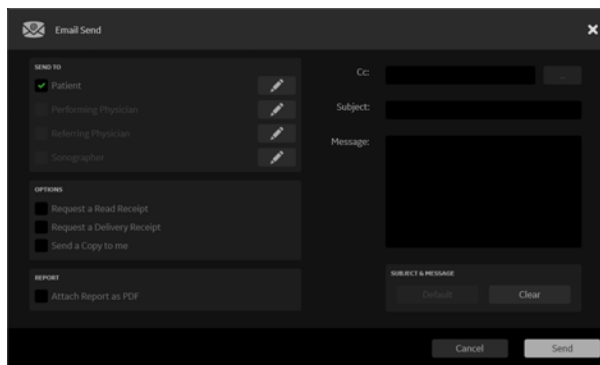 Email Send
SEND TO
Patient
Performing Physician
Referring Physician
Sonographer
OPTIONS
Request a Read Receipt
Request a Delivery Receipt
Send a Copy to me
REPORT
Attach Report as PDF
Cc:
...
Subject:
Message:
SUBJECT & MESSAGE
Default
Clear
Cancel
Send